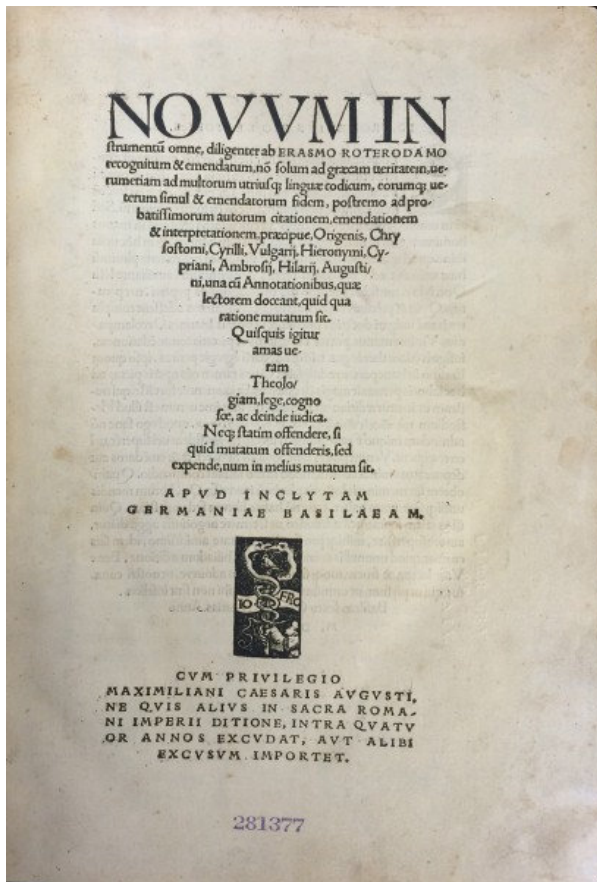 NOVVM IN
strumentū omne, diligenter ab ERASMO ROTERODAMO
recognitum & emendatum, nō solum ad græcam ueritatem, ue-
rumetiam ad multorum utriusq; linguæ codicum, eorumq; ue-
terum simul & emendatorum fidem, postremo ad pro-
batissimorum autorum citationem, emendationem
& interpretationem, præcipue, Origenis, Chry
sostomi, Cyrilli, Vulgarij, Hieronymi, Cy-
priani, Ambrosij, Hilarij, Augusti/
ni, una cū Annotationibus, quæ
lectorem doceant, quid qua
ratione mutatum sit.
Quisquis igitur
amas ue-
ram
Theolo/
giam, lege, cogno
sce, ac deinde iudica.
Neq; statim offendere, si
quid mutatum offenderis, sed
expende, num in melius mutatum sit.
APVD INCLYTAM
GERMANIAE BASILAEAM.
IO FRO
CVM PRIVILEGIO
MAXIMILIANI CAESARIS AVGVSTI,
NE QVIS ALIVS IN SACRA ROMA-
NI IMPERII DITIONE, INTRA QVATV
OR ANNOS EXCVDAT, AVT ALIBI
EXCVSVM IMPORTET.
281377